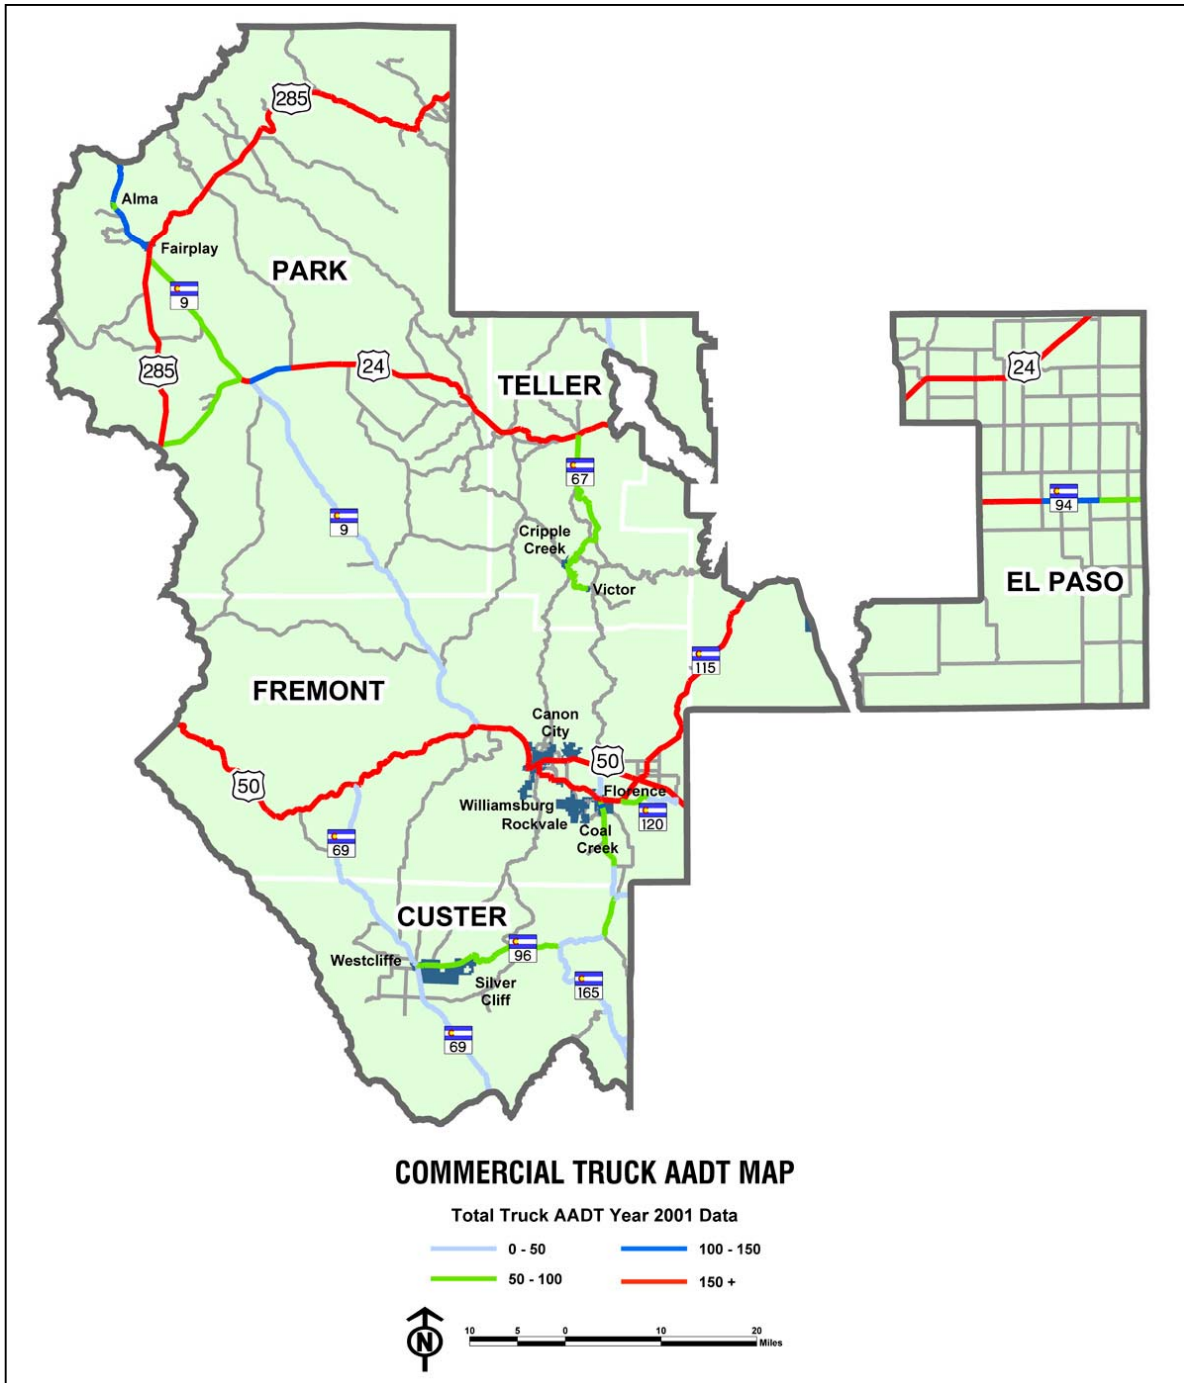 285
Alma
Fairplay
PARK
9
285
24
TELLER
24
67
94
9
Cripple
Creek
Victor
EL PASO
115
FREMONT
Canon
City
50
50
Florence
Williamsburg
Rockvale
120
Coal
Creek
69
CUSTER
96
Westcliffe
Silver
Cliff
165
69
COMMERCIAL TRUCK AADT MAP
Total Truck AADT Year 2001 Data
0 - 50
100 - 150
50 - 100
150 +
N
10 5 0 10 20
Miles